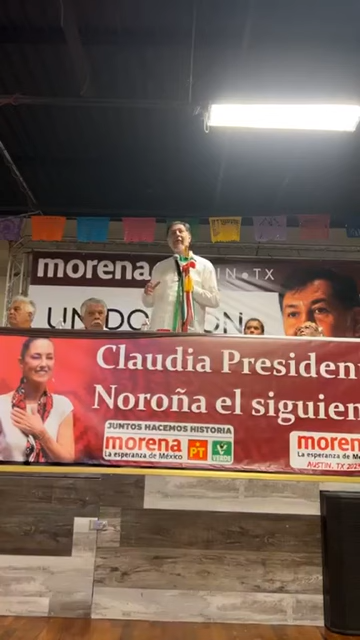 morena
IN•TX
Claudia President
Noroña el siguien
JUNTOS HACEMOS HISTORIA
morena
La esperanza de México
PT
VERDE
moren
La esperanza de M
AUSTIN, TX 202